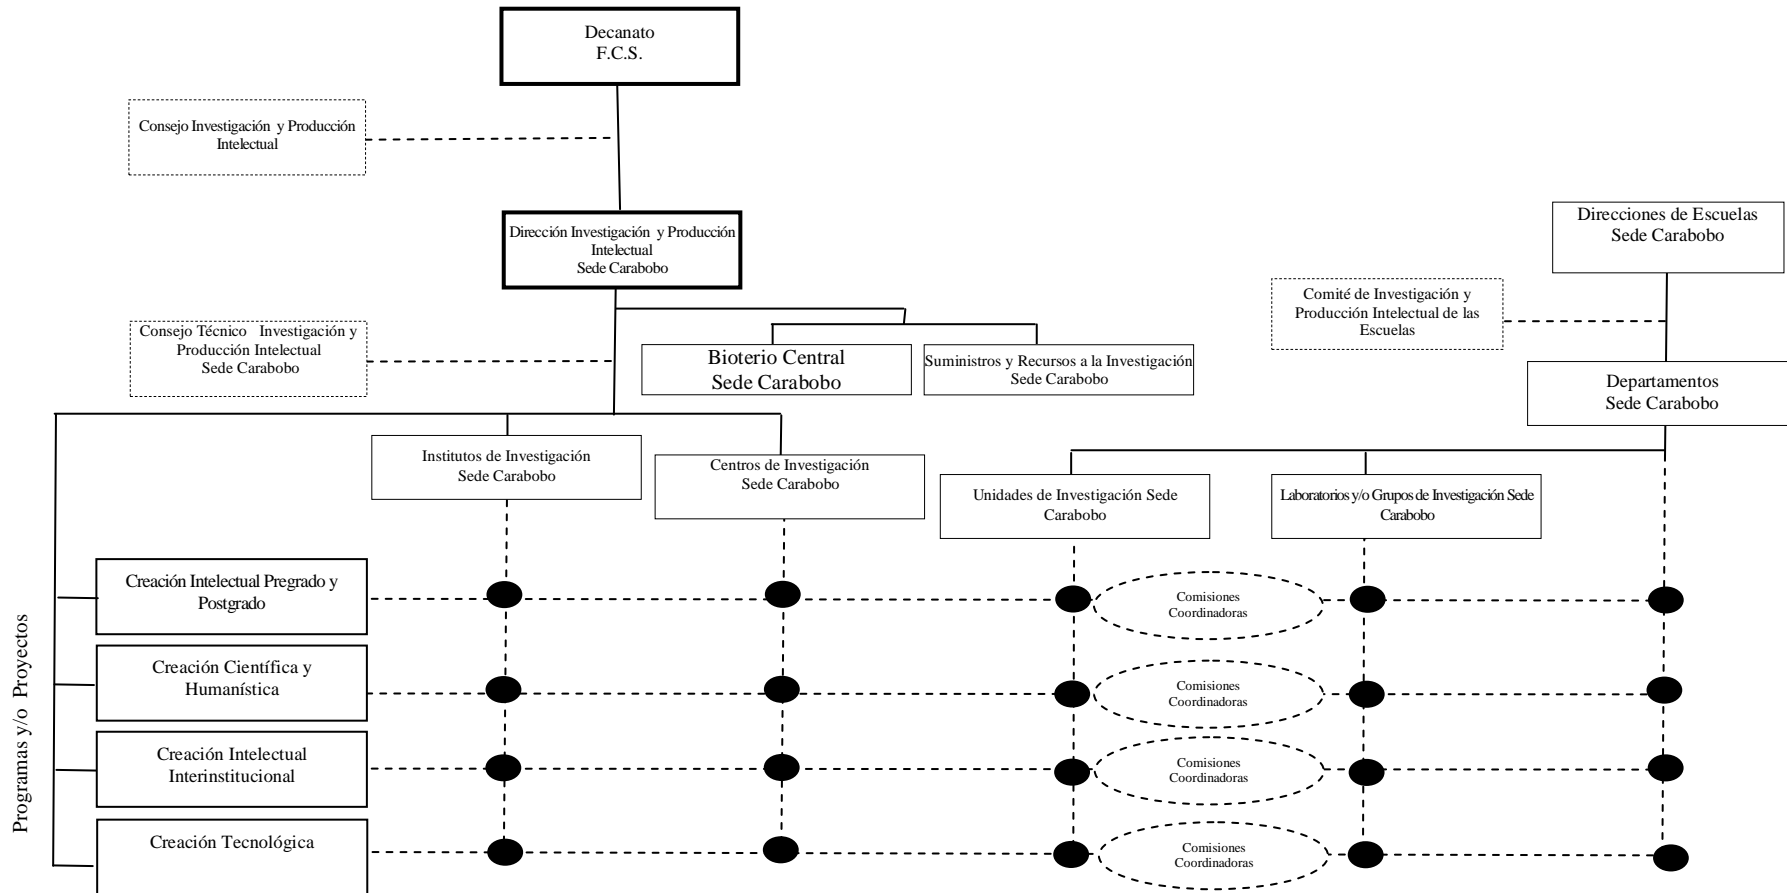 Decanato
F.C.S.
Consejo Investigación y Producción
Intelectual
Dirección Investigación y Producción
Intelectual
Sede Carabobo
Direcciones de Escuelas
Sede Carabobo
Comité de Investigación y
Producción Intelectual de las
Escuelas
Consejo Técnico Investigación y
Producción Intelectual
Sede Carabobo
Bioterio Central
Sede Carabobo
Suministros y Recursos a la Investigación
Sede Carabobo
Departamentos
Sede Carabobo
Institutos de Investigación
Sede Carabobo
Centros de Investigación
Sede Carabobo
Unidades de Investigación Sede
Carabobo
Laboratorios y/o Grupos de Investigación Sede
Carabobo
Programas y/o Proyectos
Creación Intelectual Pregrado y
Postgrado
Comisiones
Coordinadoras
Creación Científica y
Humanística
Comisiones
Coordinadoras
Creación Intelectual
Interinstitucional
Comisiones
Coordinadoras
Creación Tecnológica
Comisiones
Coordinadoras